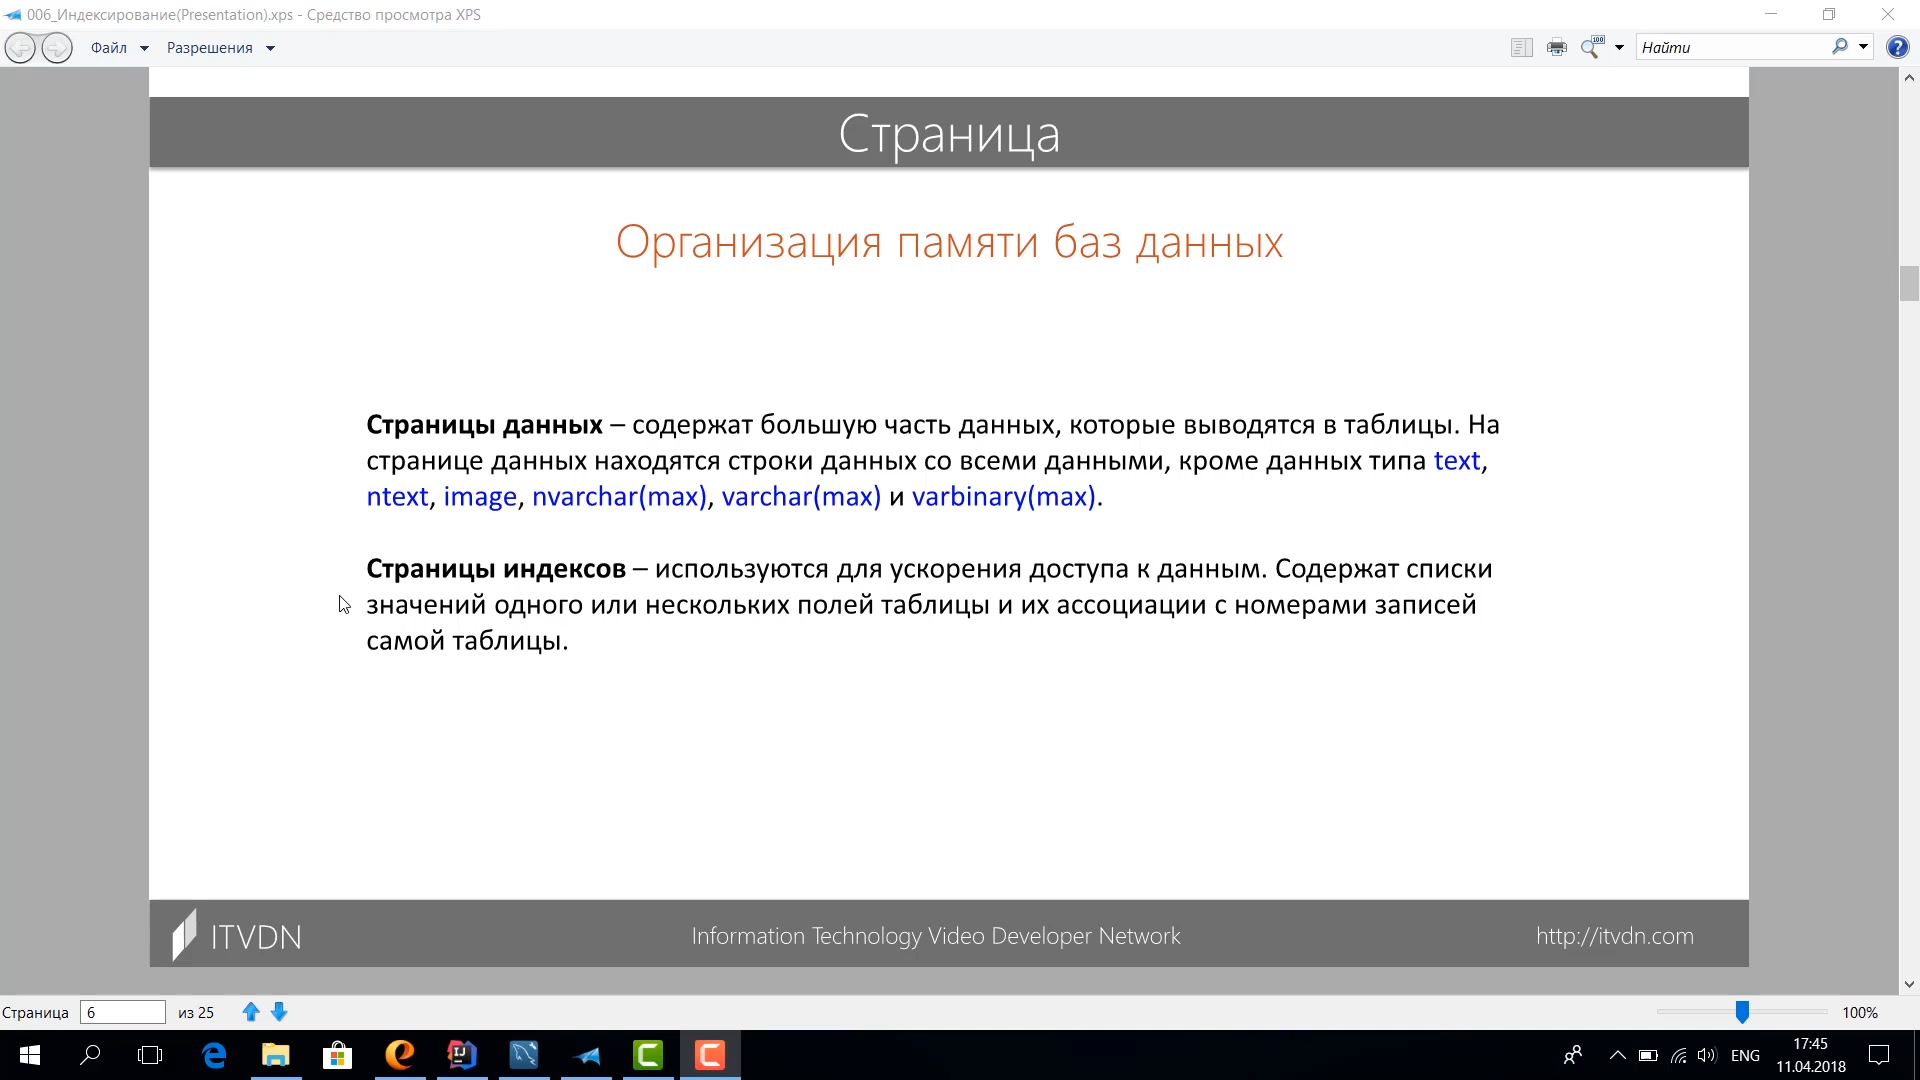 006_Индексирование(Presentation).xps - Средство просмотра XPS
Файл Разрешения 100 Найти
Страница
Организация памяти баз данных
Страницы данных – содержат большую часть данных, которые выводятся в таблицы. На
странице данных находятся строки данных со всеми данными, кроме данных типа text,
ntext, image, nvarchar(max), varchar(max) и varbinary(max).
Страницы индексов – используются для ускорения доступа к данным. Содержат списки
значений одного или нескольких полей таблицы и их ассоциации с номерами записей
самой таблицы.
ITVDN Information Technology Video Developer Network http://itvdn.com
Страница 6 из 25 100%
ENG 17:45
11.04.2018